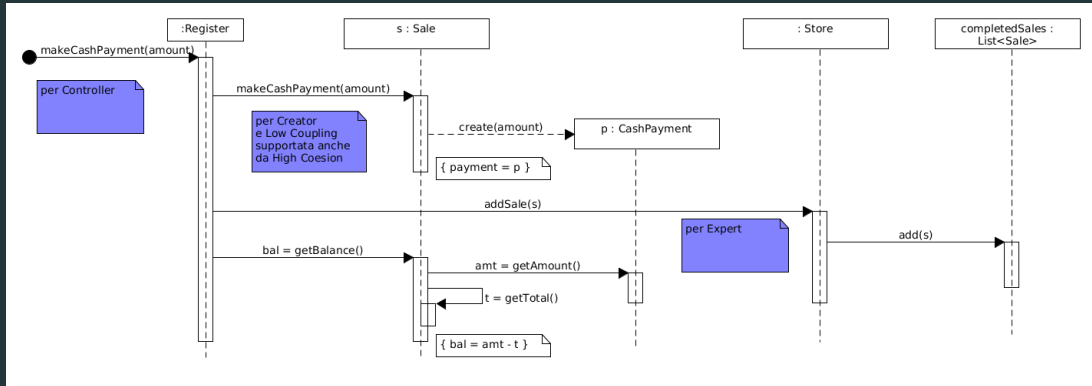 :Register
s : Sale
: Store
completedSales :
List<Sale>
makeCashPayment(amount)
per Controller
makeCashPayment(amount)
per Creator
e Low Coupling
supportata anche
da High Coesion
create(amount)
p : CashPayment
{ payment = p }
addSale(s)
per Expert
add(s)
bal = getBalance()
amt = getAmount()
t = getTotal()
{ bal = amt - t }